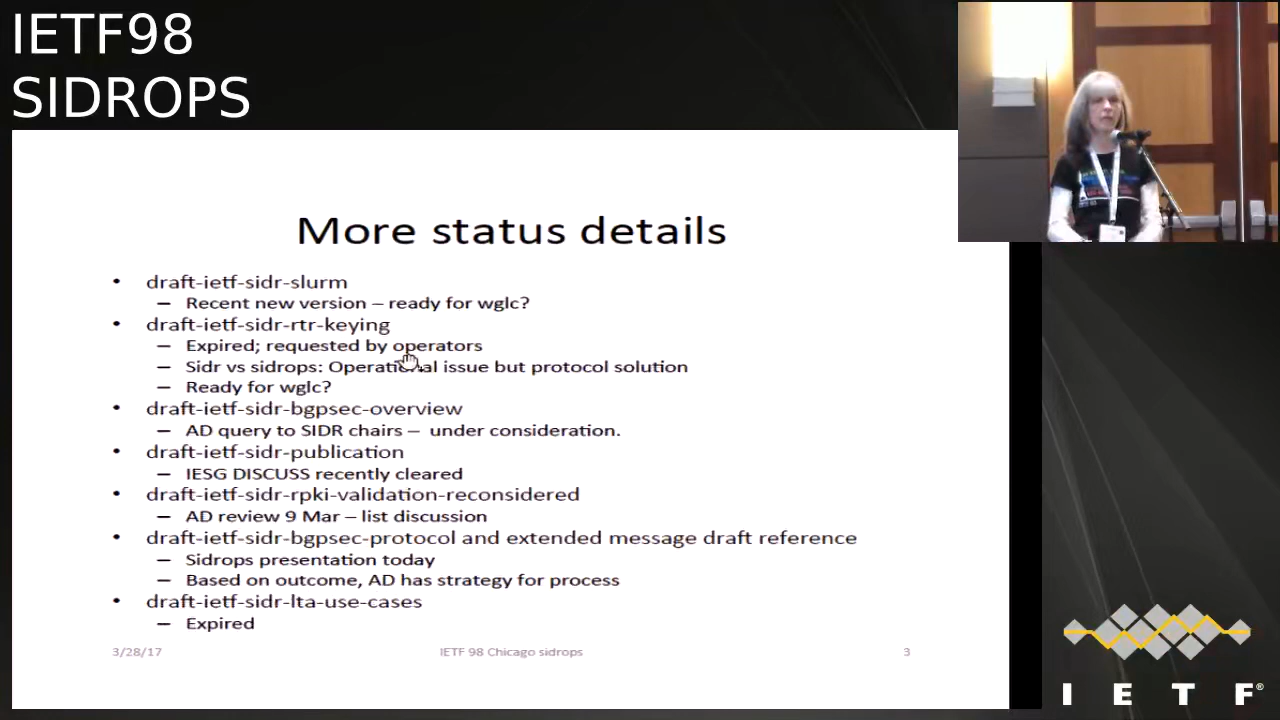 IETF98
SIDROPS
More status details
• draft-ietf-sidr-slurm
– Recent new version – ready for wglc?
• draft-ietf-sidr-rtr-keying
– Expired; requested by operators
– Sidr vs sidrops: Operational issue but protocol solution
– Ready for wglc?
• draft-ietf-sidr-bgpsec-overview
– AD query to SIDR chairs – under consideration.
• draft-ietf-sidr-publication
– IESG DISCUSS recently cleared
• draft-ietf-sidr-rpki-validation-reconsidered
– AD review 9 Mar – list discussion
• draft-ietf-sidr-bgpsec-protocol and extended message draft reference
– Sidrops presentation today
– Based on outcome, AD has strategy for process
• draft-ietf-sidr-lta-use-cases
– Expired
3/28/17 IETF 98 Chicago sidrops 3
I E T F®